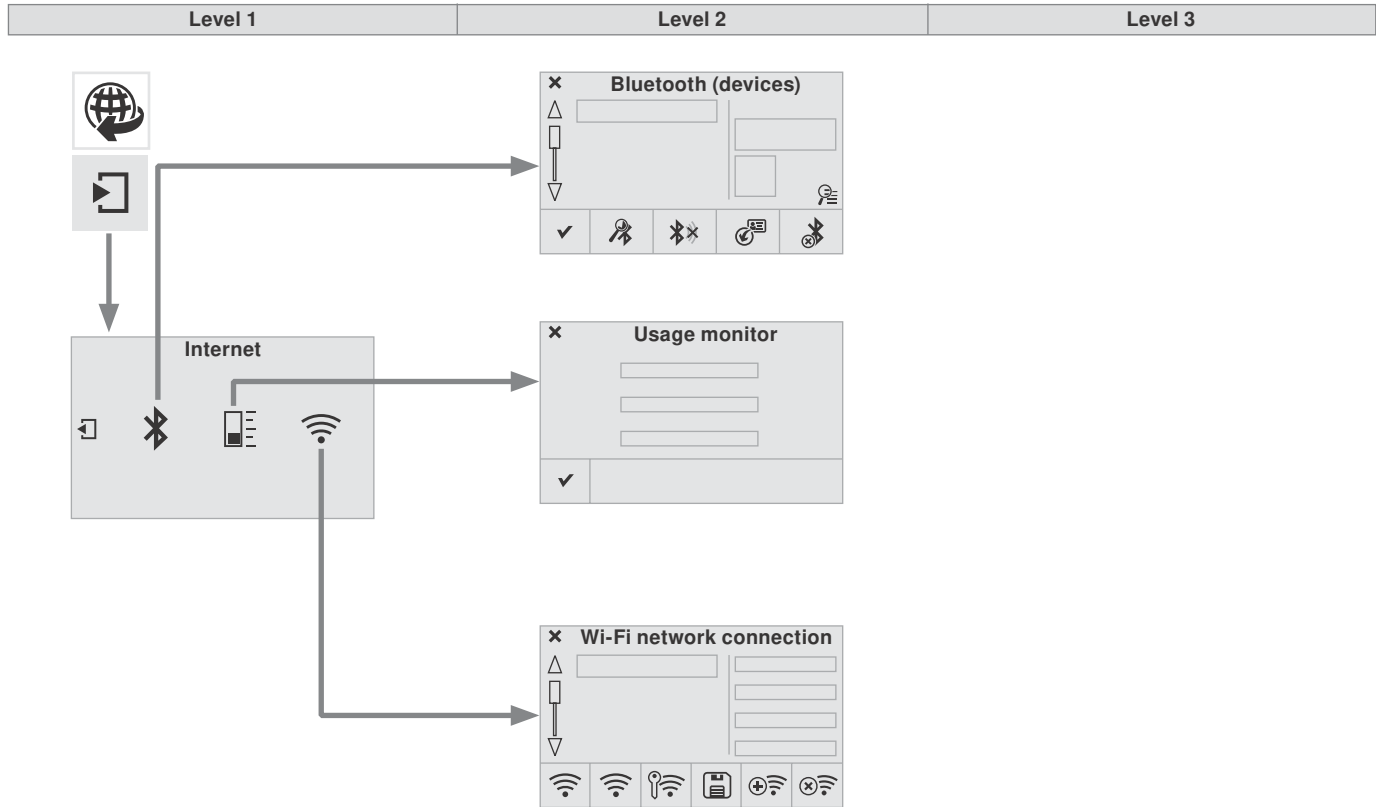 Level 1
Level 2
Level 3
Bluetooth (devices)
Internet
Usage monitor
Wi-Fi network connection